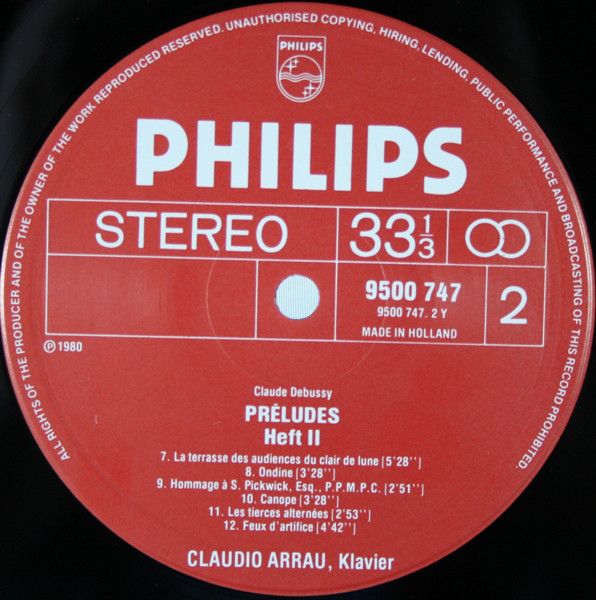 ALL RIGHTS OF THE PRODUCER AND OF THE OWNER OF THE WORK REPRODUCED RESERVED. UNAUTHORISED COPYING, HIRING, LENDING, PUBLIC PERFORMANCE AND BROADCASTING OF THIS RECORD PROHIBITED.
PHILIPS
PHILIPS
STEREO 33 1/3
9500 747
9500 747. 2 Y
MADE IN HOLLAND
2
℗ 1980
Claude Debussy
PRÉLUDES
Heft II
7. La terrasse des audiences du clair de lune [5'28'']
8. Ondine [3'28'']
9. Hommage à S. Pickwick, Esq., P.P.M.P.C. [2'51'']
10. Canope [3'28'']
11. Les tierces alternées [2'53'']
12. Feux d'artifice [4'42'']
CLAUDIO ARRAU, Klavier